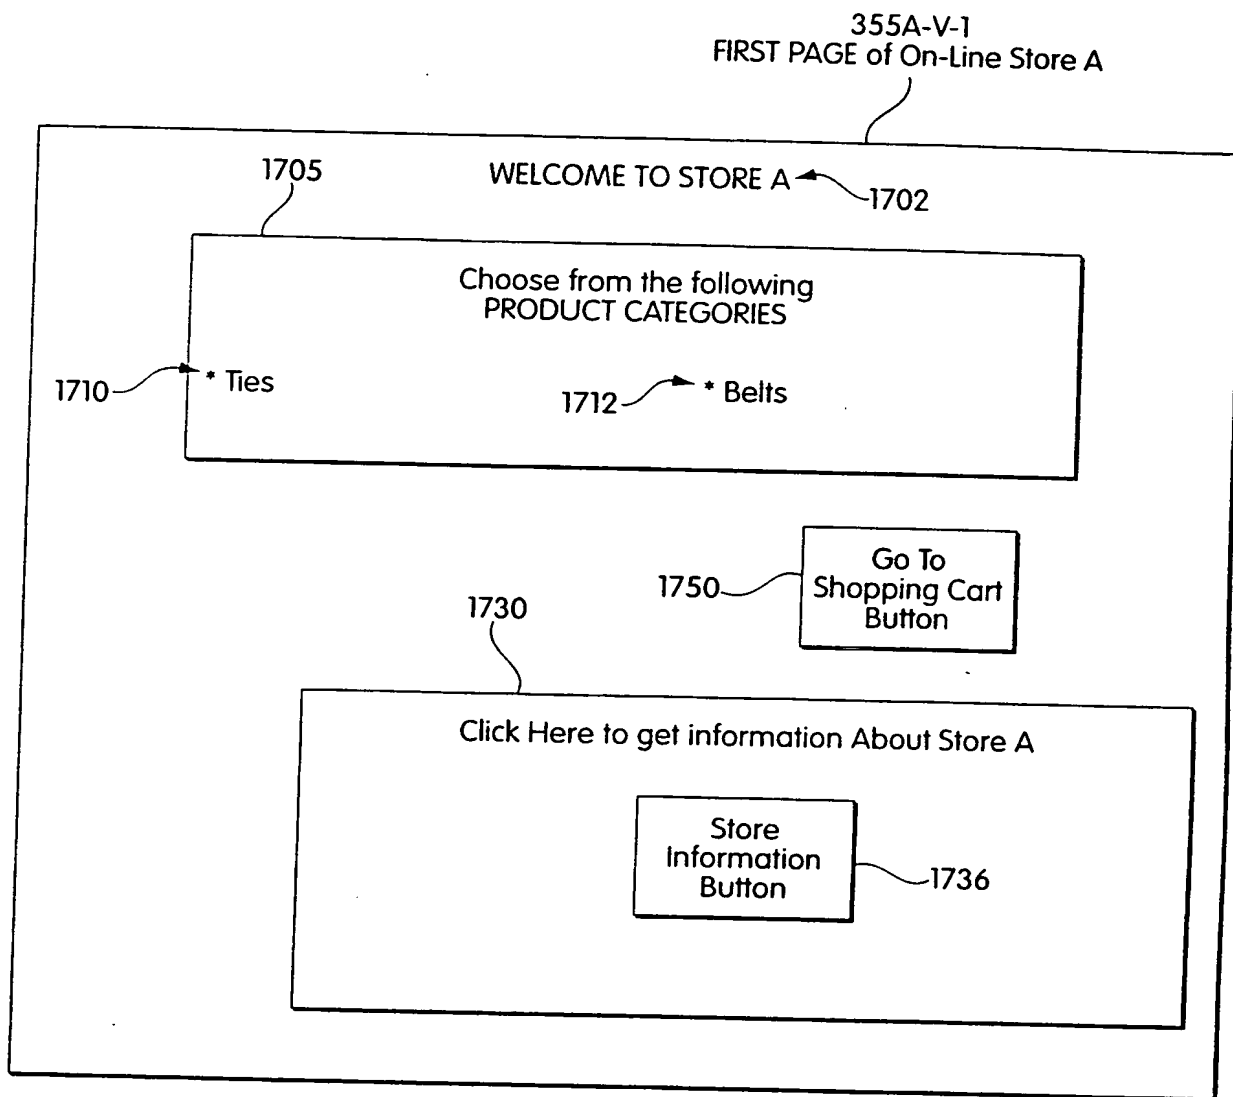 355A-V-1
FIRST PAGE of On-Line Store A
1705
WELCOME TO STORE A
1702
Choose from the following
PRODUCT CATEGORIES
1710
* Ties
1712
* Belts
1750
Go To
Shopping Cart
Button
1730
Click Here to get information About Store A
Store
Information
Button
1736